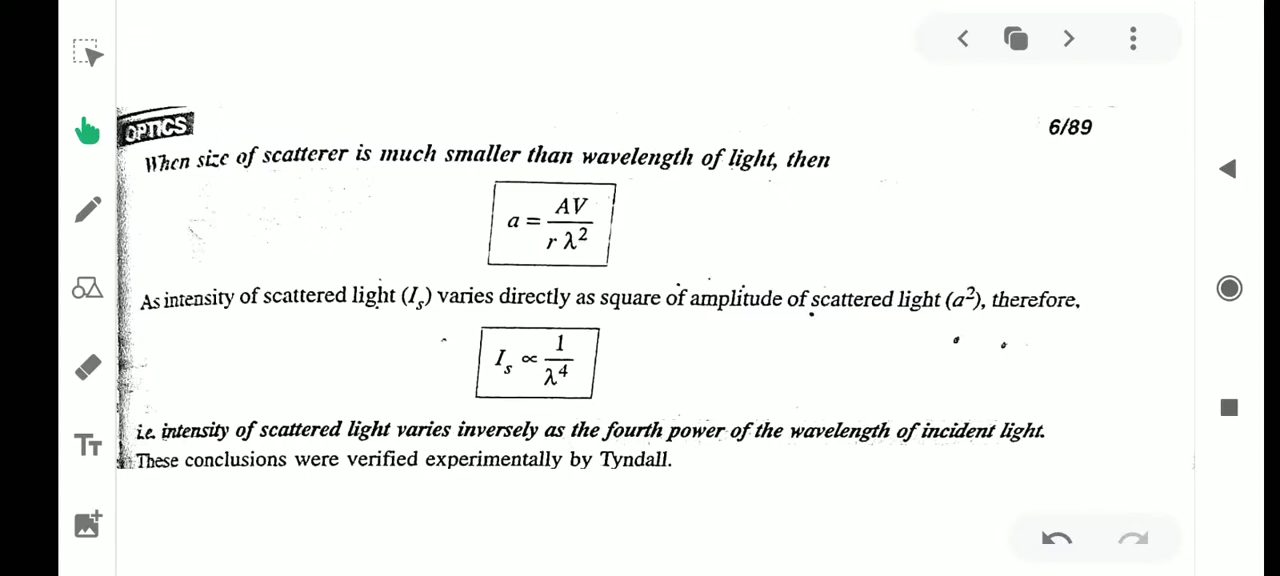 OPTICS
6/89
When size of scatterer is much smaller than wavelength of light, then
a = AV / r λ²
As intensity of scattered light (Iₛ) varies directly as square of amplitude of scattered light (a²), therefore,
Iₛ ∝ 1 / λ⁴
i.e. intensity of scattered light varies inversely as the fourth power of the wavelength of incident light.
These conclusions were verified experimentally by Tyndall.
TT